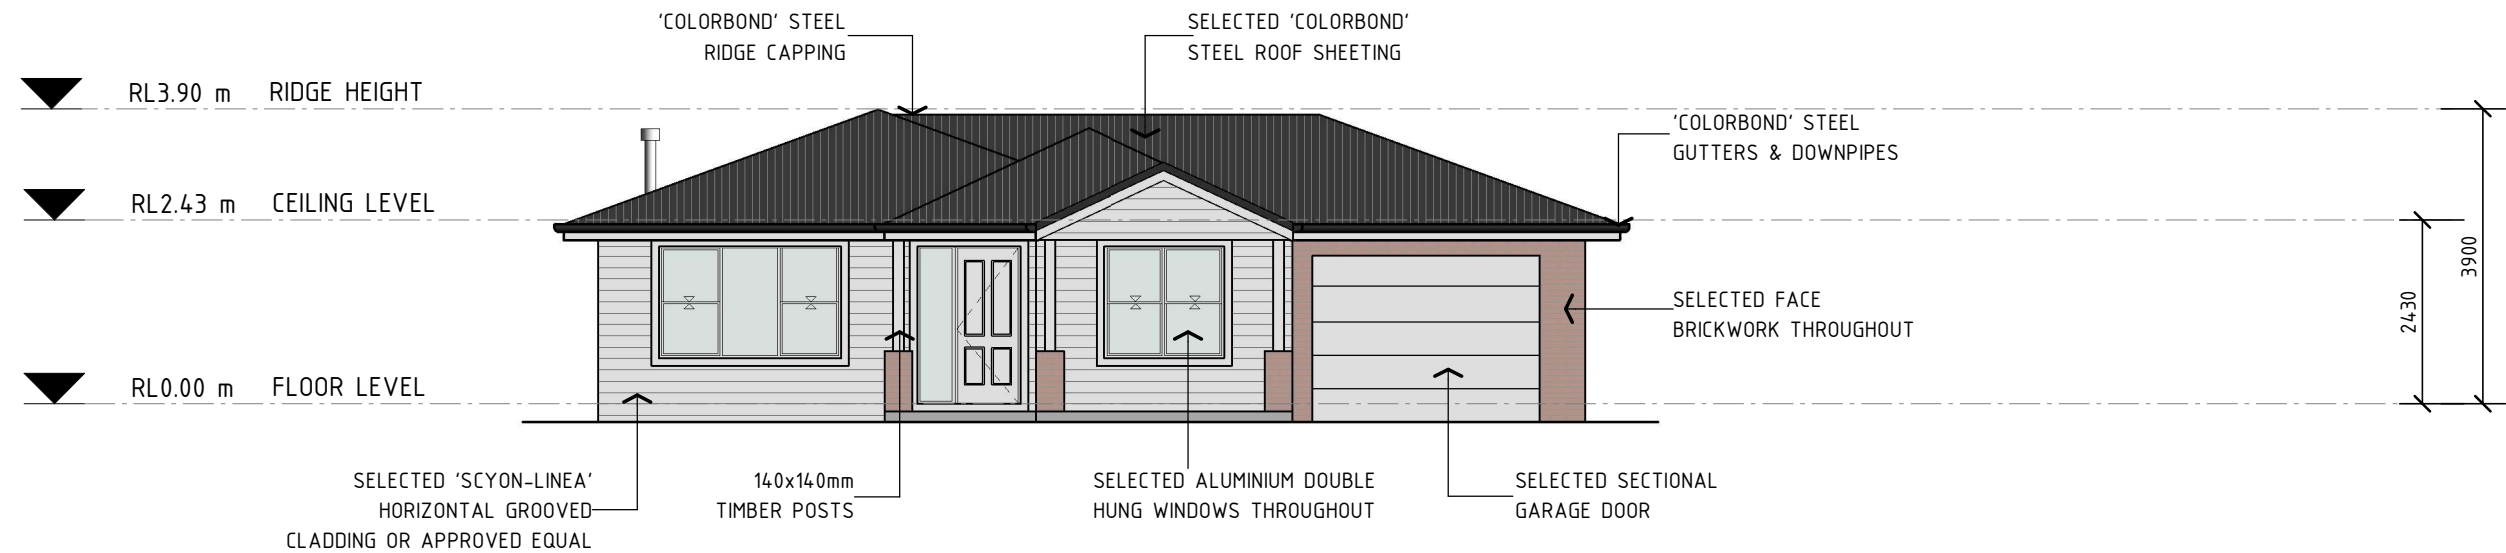 'COLORBOND' STEEL
RIDGE CAPPING
SELECTED 'COLORBOND'
STEEL ROOF SHEETING
RL3.90 m RIDGE HEIGHT
'COLORBOND' STEEL
GUTTERS & DOWNPIPES
RL2.43 m CEILING LEVEL
3900
2430
SELECTED FACE
BRICKWORK THROUGHOUT
RL0.00 m FLOOR LEVEL
SELECTED 'SCYON-LINEA'
HORIZONTAL GROOVED
CLADDING OR APPROVED EQUAL
140x140mm
TIMBER POSTS
SELECTED ALUMINIUM DOUBLE
HUNG WINDOWS THROUGHOUT
SELECTED SECTIONAL
GARAGE DOOR